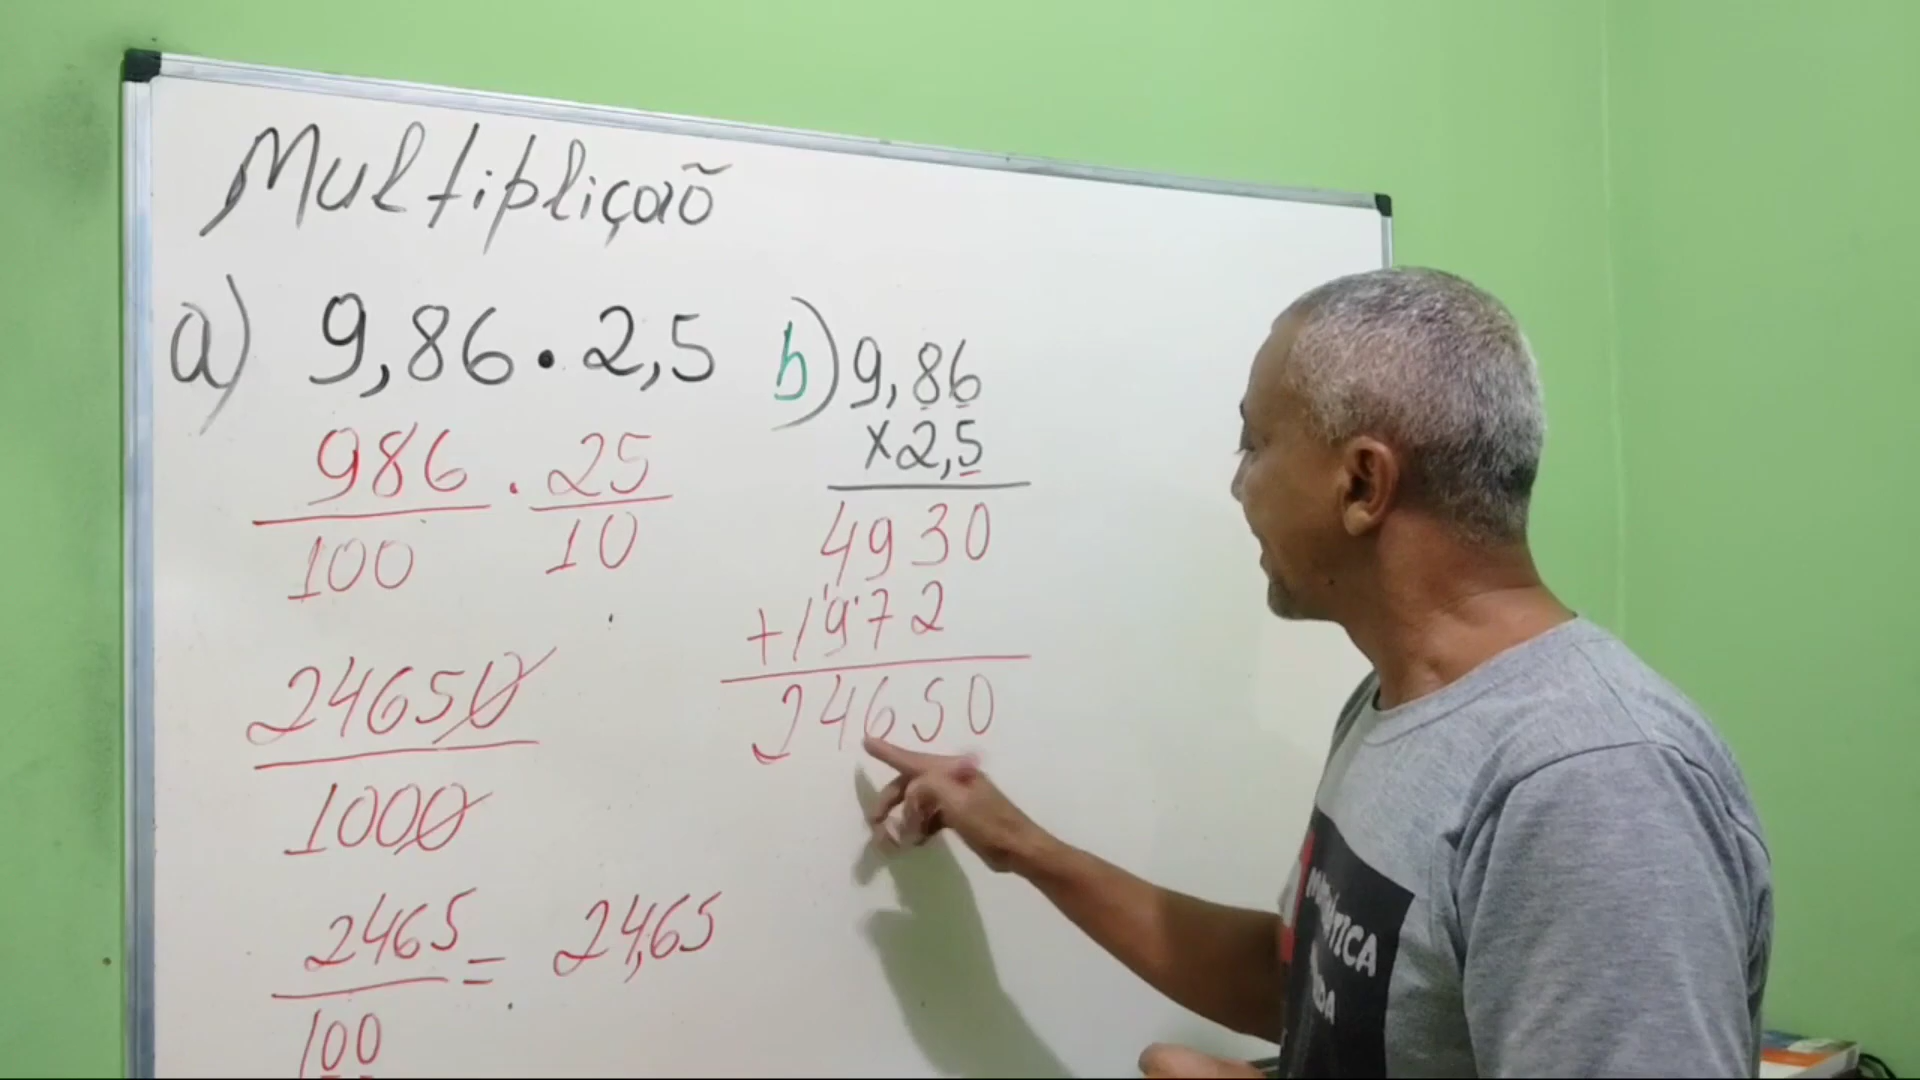 Multipliçaõ
a) 9,86 . 2,5
986 . 25
100 10
24650
1000
2465 = 24,65
100
b) 9,86
x2,5
4930
+1972
24650